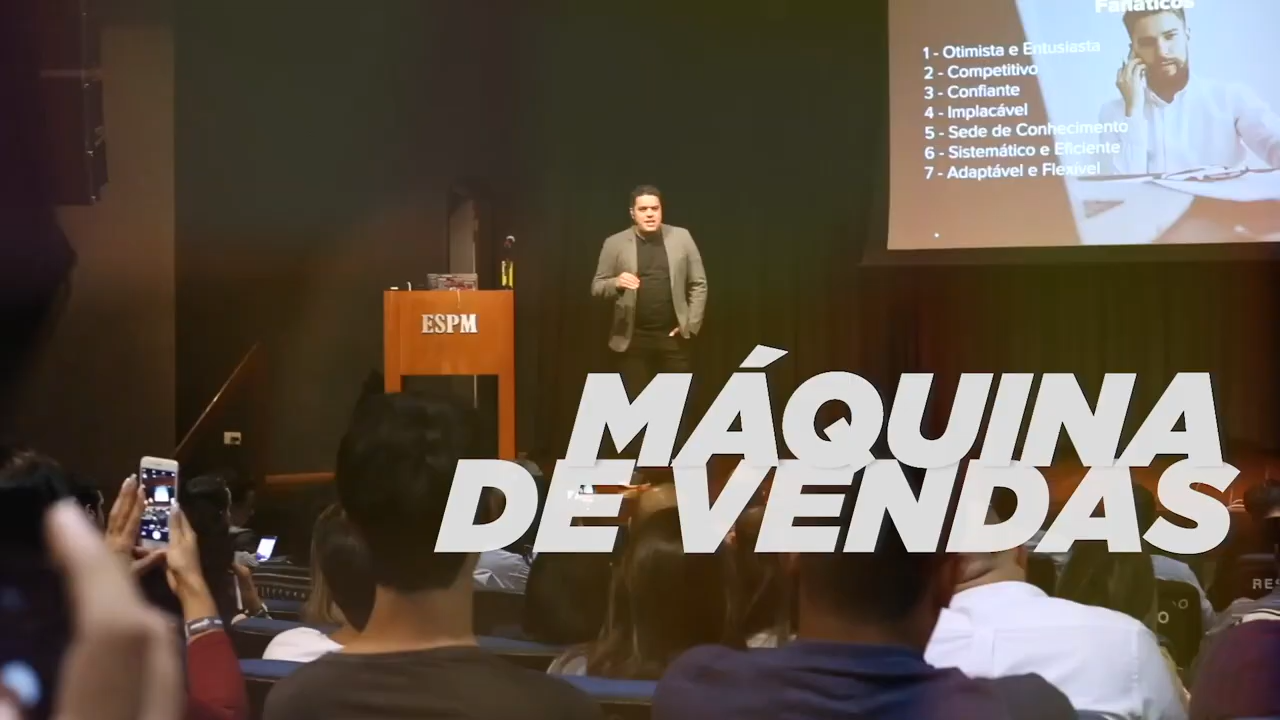 Fanáticos
1 - Otimista e Entusiasta
2 - Competitivo
3 - Confiante
4 - Implacável
5 - Sede de Conhecimento
6 - Sistemático e Eficiente
7 - Adaptável e Flexível
ESPM
MÁQUINA
DE VENDAS